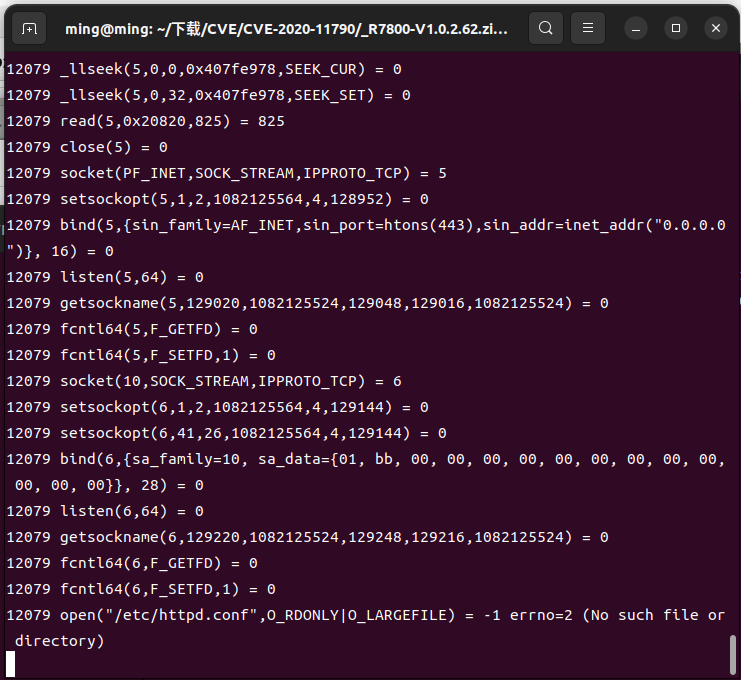 ming@ming: ~/下载/CVE/CVE-2020-11790/_R7800-V1.0.2.62.zi...
12079 _llseek(5,0,0,0x407fe978,SEEK_CUR) = 0
12079 _llseek(5,0,32,0x407fe978,SEEK_SET) = 0
12079 read(5,0x20820,825) = 825
12079 close(5) = 0
12079 socket(PF_INET,SOCK_STREAM,IPPROTO_TCP) = 5
12079 setsockopt(5,1,2,1082125564,4,128952) = 0
12079 bind(5,{sin_family=AF_INET,sin_port=htons(443),sin_addr=inet_addr("0.0.0.0
")}, 16) = 0
12079 listen(5,64) = 0
12079 getsockname(5,129020,1082125524,129048,129016,1082125524) = 0
12079 fcntl64(5,F_GETFD) = 0
12079 fcntl64(5,F_SETFD,1) = 0
12079 socket(10,SOCK_STREAM,IPPROTO_TCP) = 6
12079 setsockopt(6,1,2,1082125564,4,129144) = 0
12079 setsockopt(6,41,26,1082125564,4,129144) = 0
12079 bind(6,{sa_family=10, sa_data={01, bb, 00, 00, 00, 00, 00, 00, 00, 00, 00,
 00, 00, 00}}, 28) = 0
12079 listen(6,64) = 0
12079 getsockname(6,129220,1082125524,129248,129216,1082125524) = 0
12079 fcntl64(6,F_GETFD) = 0
12079 fcntl64(6,F_SETFD,1) = 0
12079 open("/etc/httpd.conf",O_RDONLY|O_LARGEFILE) = -1 errno=2 (No such file or
 directory)